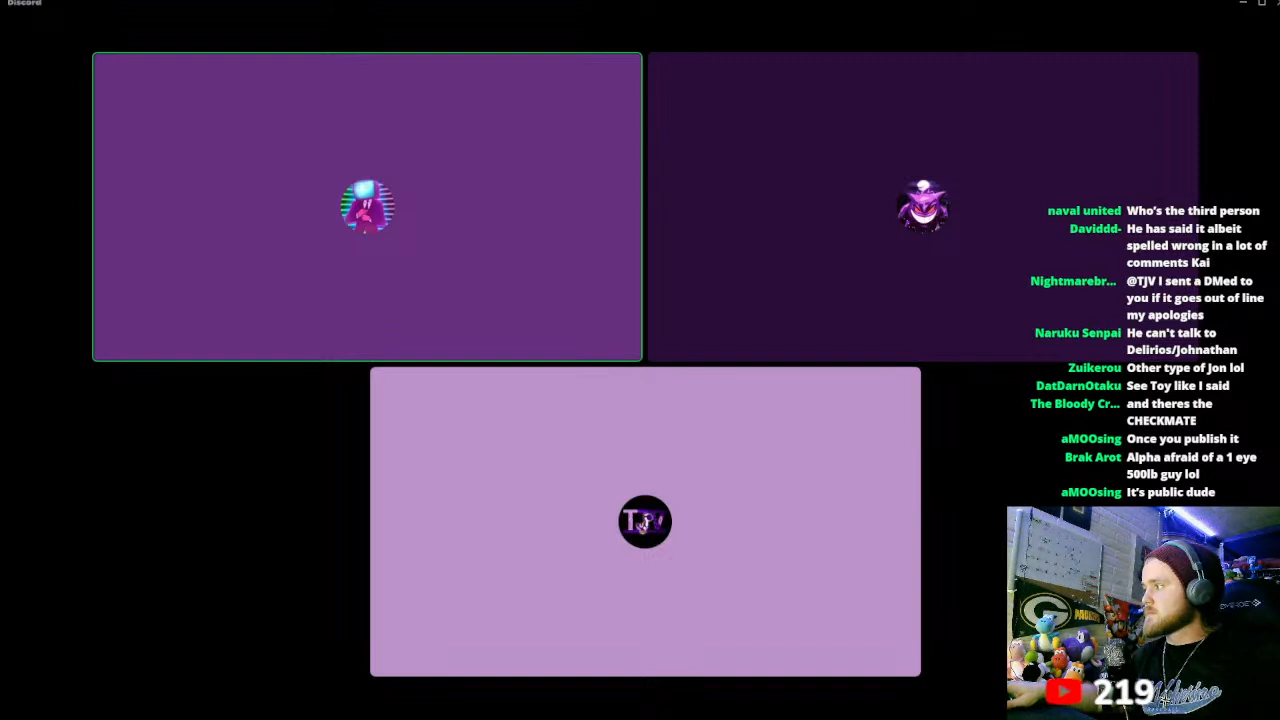 Discord
naval united Who's the third person
Daviddd- He has said it albeit
spelled wrong in a lot of
comments Kai
Nightmarebr... @TJV I sent a DMed to
you if it goes out of line
my apologies
Naruku Senpai He can't talk to
Delirios/Johnathan
Zuikerou Other type of Jon lol
DatDarnOtaku See Toy like I said
The Bloody Cr... and theres the
CHECKMATE
aMOOsing Once you publish it
Brak Arot Alpha afraid of a 1 eye
500lb guy lol
aMOOsing It's public dude
TJV
G PACKERS
219